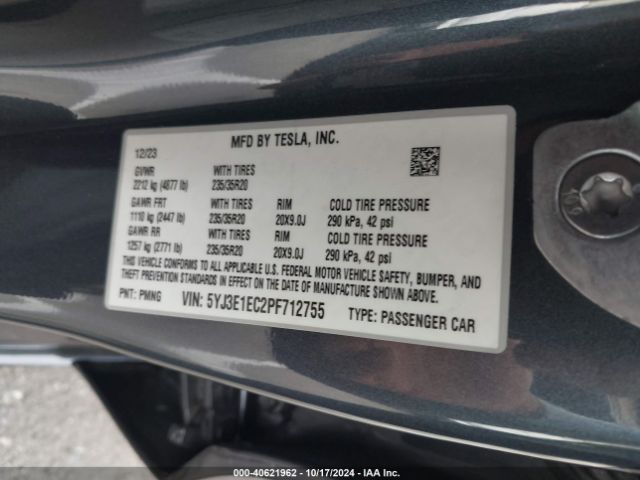 MFD BY TESLA, INC.
12/23
GVWR WITH TIRES
2212 kg (4877 lb) 235/35R20
GAWR FRT WITH TIRES RIM COLD TIRE PRESSURE
1110 kg (2447 lb) 235/35R20 20X9.0J 290 kPa, 42 psi
GAWR RR WITH TIRES RIM COLD TIRE PRESSURE
1257 kg (2771 lb) 235/35R20 20X9.0J 290 kPa, 42 psi
THIS VEHICLE CONFORMS TO ALL APPLICABLE U.S. FEDERAL MOTOR VEHICLE SAFETY, BUMPER, AND
THEFT PREVENTION STANDARDS IN EFFECT ON THE DATE OF MANUFACTURE SHOWN ABOVE.
PNT: PMNG VIN: 5YJ3E1EC2PF712755 TYPE: PASSENGER CAR
000-40621962 - 10/17/2024 - IAA Inc.